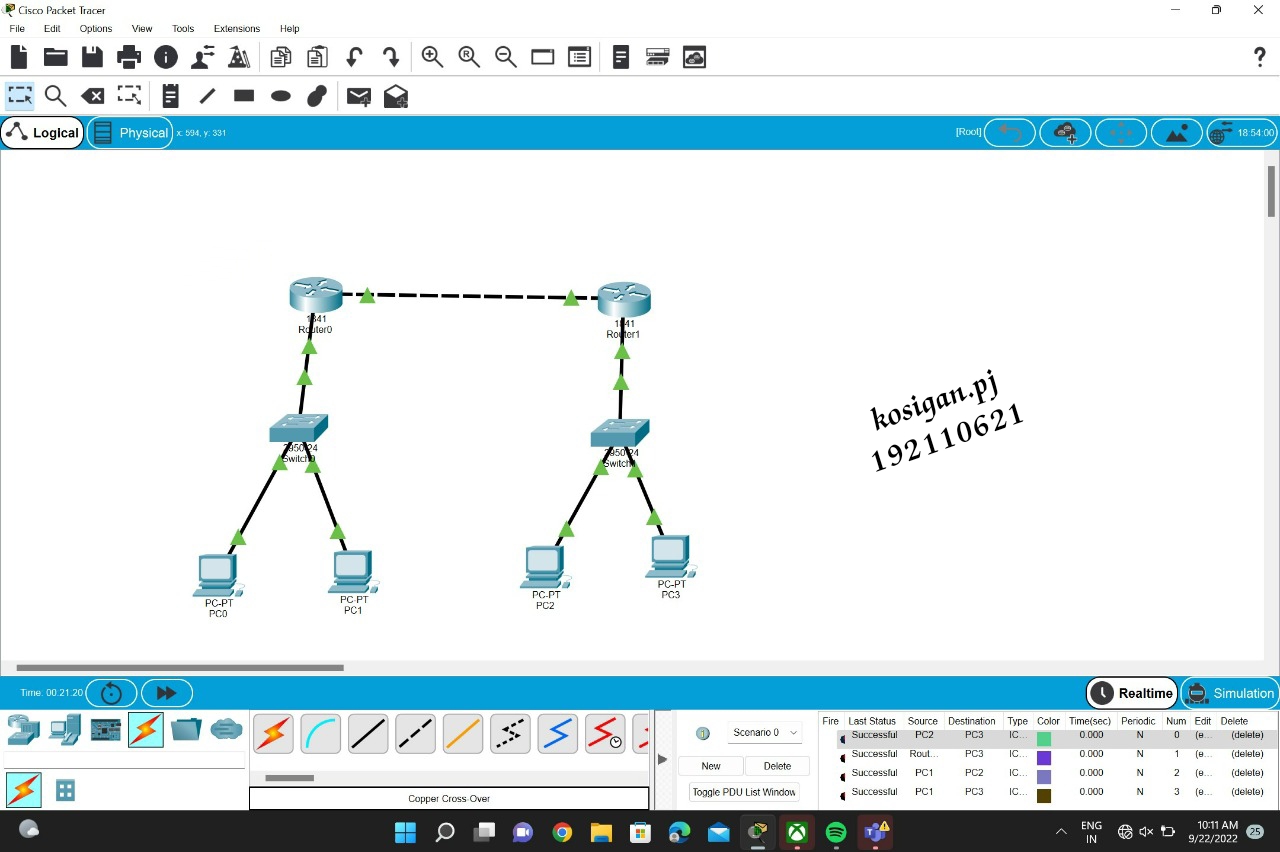 Cisco Packet Tracer
File Edit Options View Tools Extensions Help
Logical Physical x: 594, y: 331 [Root] 18:54:00
1841
Router0
1841
Router1
2950-24
Switch0
2950-24
kosigan.pj
192110621
PC-PT
PC0
PC-PT
PC1
PC-PT
PC2
PC-PT
PC3
Time: 00:21:20 Realtime Simulation
Scenario 0
New Delete
Toggle PDU List Window
Fire Last Status Source Destination Type Color Time(sec) Periodic Num Edit Delete
Successful PC2 PC3 IC... 0.000 N 0 (e... (delete)
Successful Rout... PC3 IC... 0.000 N 1 (e... (delete)
Successful PC1 PC2 IC... 0.000 N 2 (e... (delete)
Successful PC1 PC3 IC... 0.000 N 3 (e... (delete)
Copper Cross-Over
ENG
IN
10:11 AM
9/22/2022
25